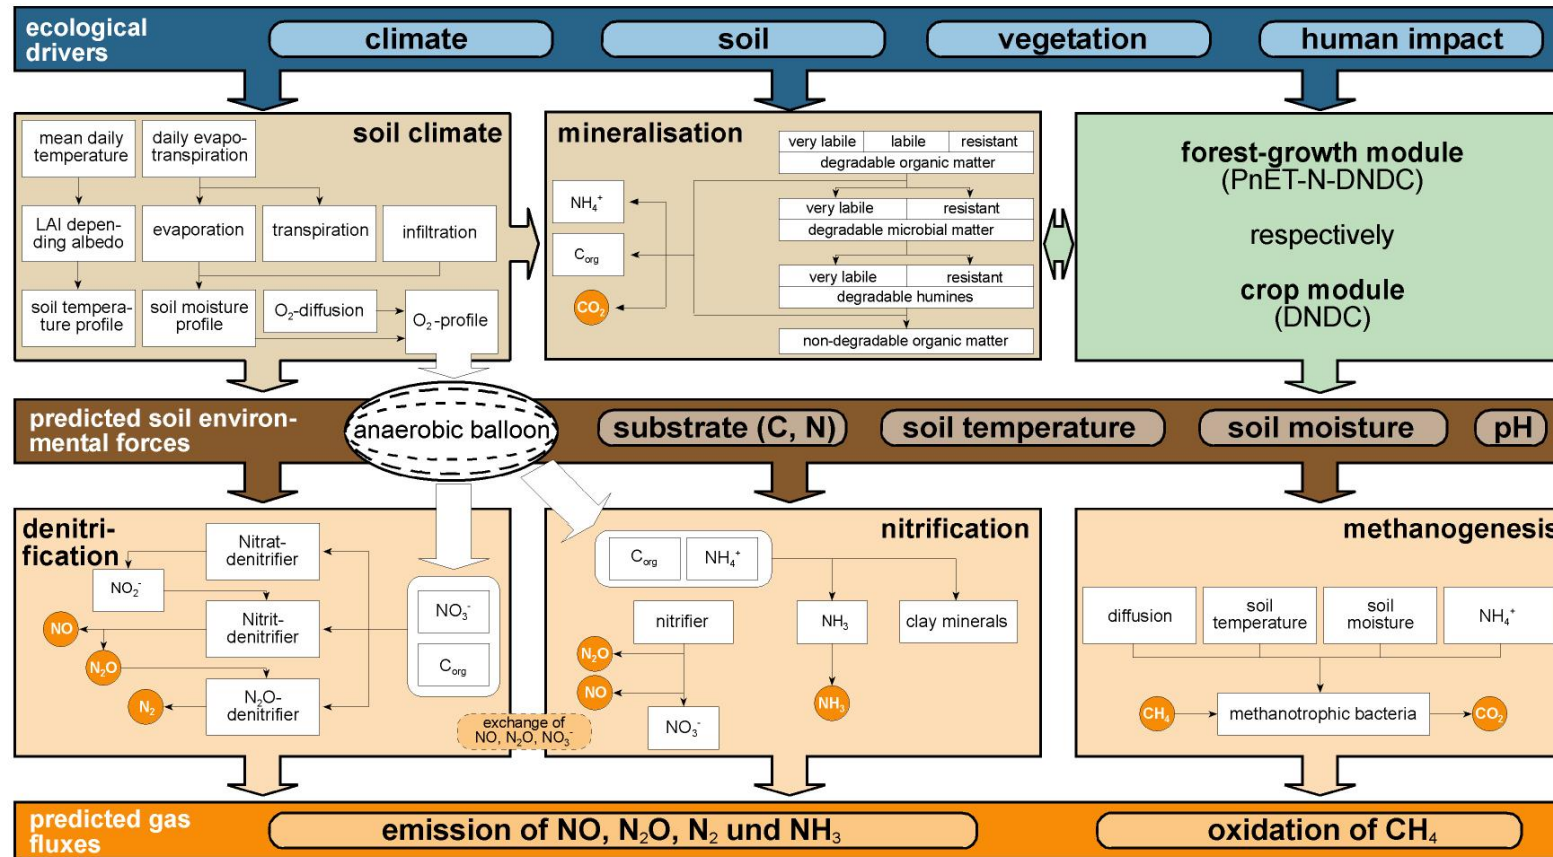 ecological
drivers
climate
soil
vegetation
human impact
soil climate
mean daily
temperature
daily evapo-
transpiration
LAI depen-
ding albedo
evaporation
transpiration
infiltration
soil tempera-
ture profile
soil moisture
profile
O₂-diffusion
O₂-profile
mineralisation
very labile
labile
resistant
degradable organic matter
NH₄⁺
very labile
resistant
degradable microbial matter
C_org
very labile
resistant
degradable humines
CO₂
non-degradable organic matter
forest-growth module
(PnET-N-DNDC)
respectively
crop module
(DNDC)
predicted soil environ-
mental forces
anaerobic balloon
substrate (C, N)
soil temperature
soil moisture
pH
denitri-
fication
Nitrat-
denitrifier
NO₂⁻
Nitrit-
denitrifier
NO
N₂O
N₂O-
denitrifier
N₂
NO₃⁻
C_org
exchange of
NO, N₂O, NO₃⁻
nitrification
C_org
NH₄⁺
nitrifier
NH₃
clay minerals
N₂O
NO
NH₃
NO₃⁻
methanogenesis
diffusion
soil
temperature
soil
moisture
NH₄⁺
CH₄
methanotrophic bacteria
CO₂
predicted gas
fluxes
emission of NO, N₂O, N₂ und NH₃
oxidation of CH₄